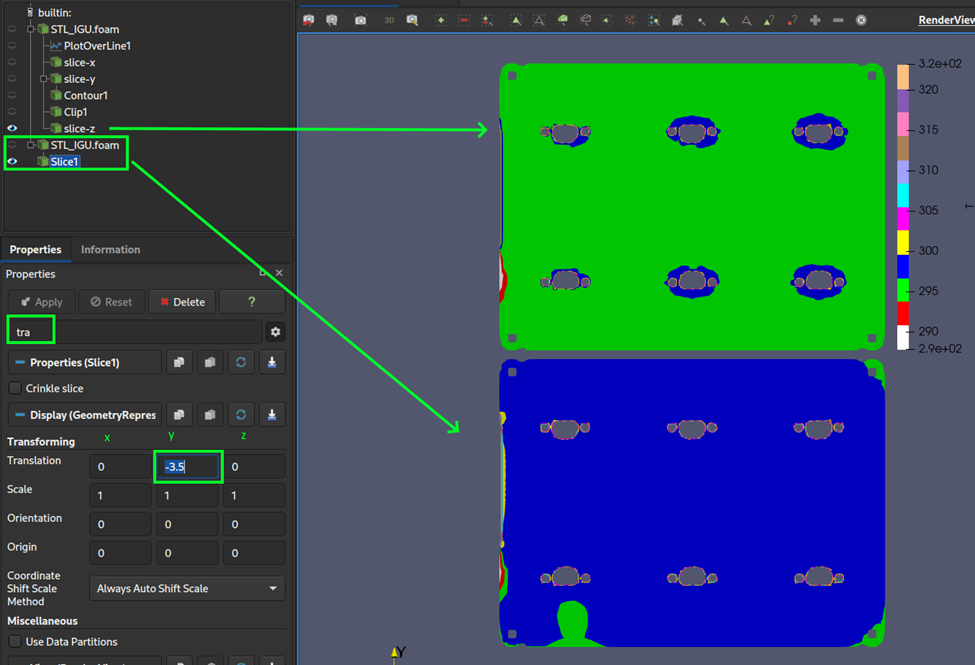 builtin:
STL_IGU.foam
PlotOverLine1
slice-x
slice-y
Contour1
Clip1
slice-z
STL_IGU.foam
Slice1
Properties Information
Properties
Apply Reset Delete ?
tra
Properties (Slice1)
Crinkle slice
Display (GeometryRepres
x y z
Transforming
Translation 0 -3.5 0
Scale 1 1 1
Orientation 0 0 0
Origin 0 0 0
Coordinate
Shift Scale
Method
Always Auto Shift Scale
Miscellaneous
Use Data Partitions
3D
RenderView
3.2e+02
320
315
310
305
300
295
290
2.9e+02
Y